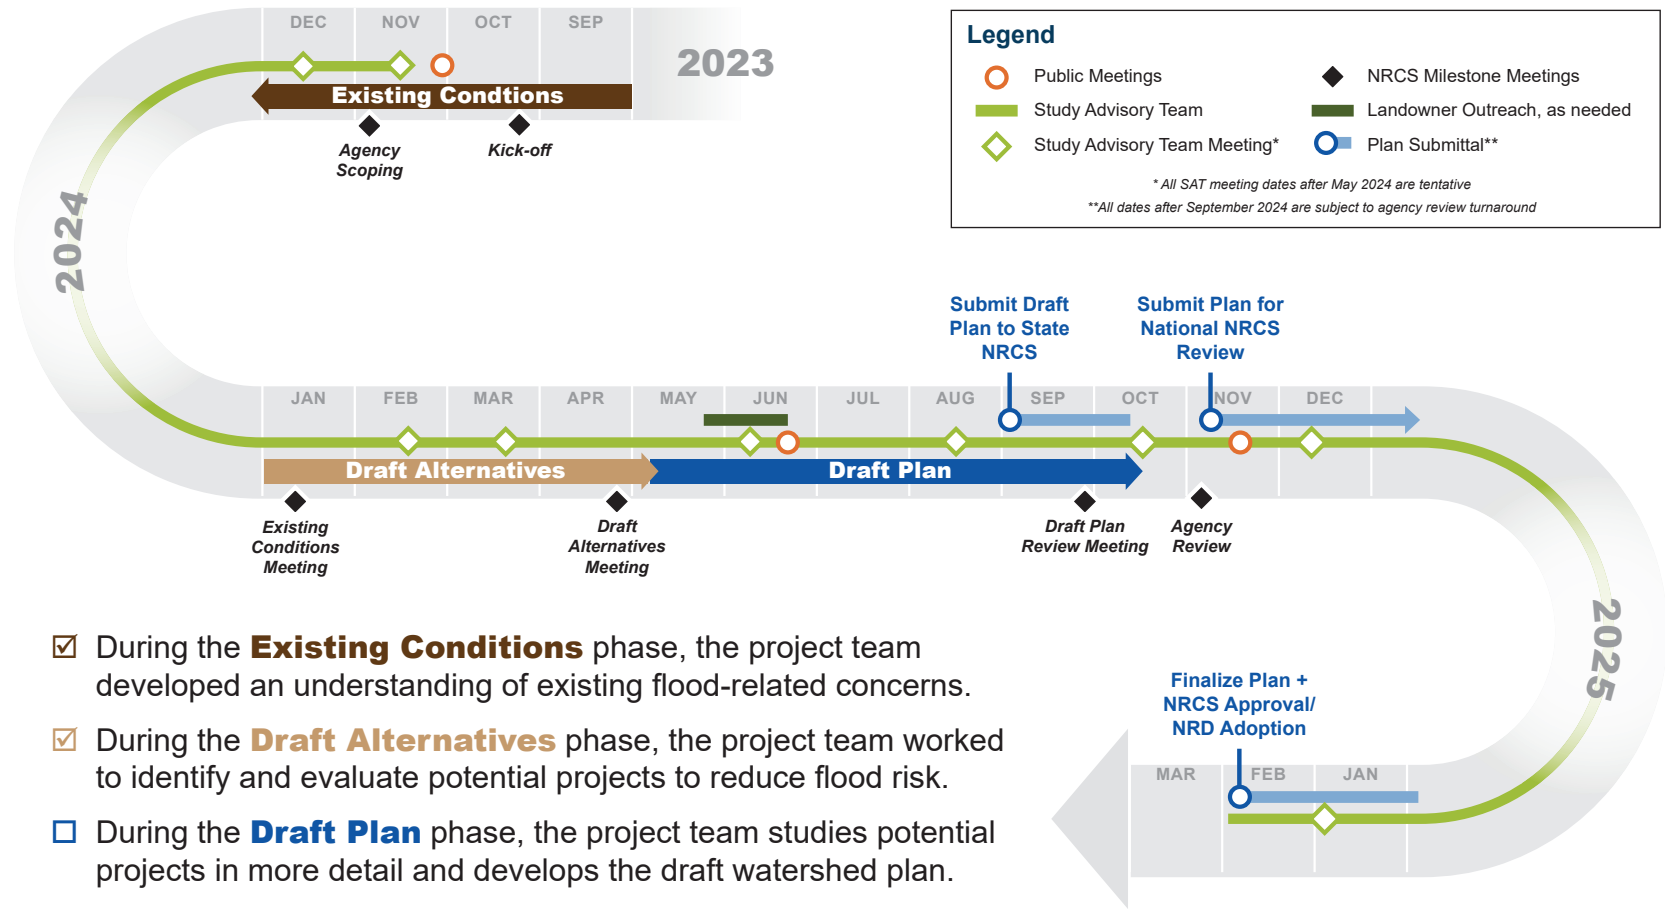 DEC NOV OCT SEP
2023
Existing Condtions
Agency
Scoping
Kick-off
Legend
Public Meetings
Study Advisory Team
Study Advisory Team Meeting*
NRCS Milestone Meetings
Landowner Outreach, as needed
Plan Submittal**
* All SAT meeting dates after May 2024 are tentative
**All dates after September 2024 are subject to agency review turnaround
2024
Submit Draft
Plan to State
NRCS
Submit Plan for
National NRCS
Review
JAN FEB MAR APR MAY JUN JUL AUG SEP OCT NOV DEC
Draft Alternatives
Draft Plan
Existing
Conditions
Meeting
Draft
Alternatives
Meeting
Draft Plan
Review Meeting
Agency
Review
2025
Finalize Plan +
NRCS Approval/
NRD Adoption
MAR FEB JAN
During the Existing Conditions phase, the project team
developed an understanding of existing flood-related concerns.
During the Draft Alternatives phase, the project team worked
to identify and evaluate potential projects to reduce flood risk.
During the Draft Plan phase, the project team studies potential
projects in more detail and develops the draft watershed plan.